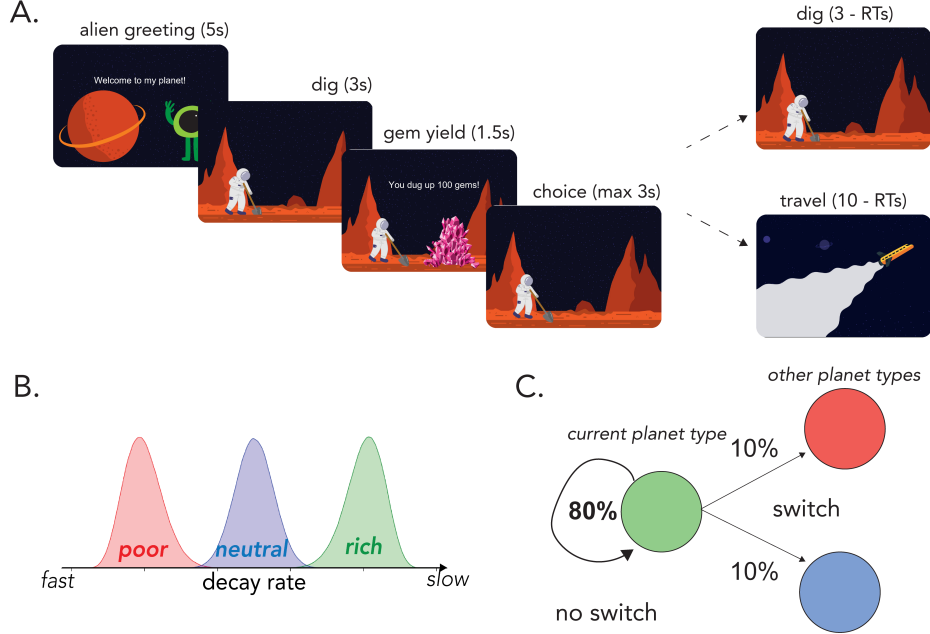 A.
alien greeting (5s)
Welcome to my planet!
dig (3s)
gem yield (1.5s)
You dug up 100 gems!
choice (max 3s)
dig (3 - RTs)
travel (10 - RTs)
B.
poor
neutral
rich
fast
decay rate
slow
C.
other planet types
current planet type
10%
80%
switch
10%
no switch